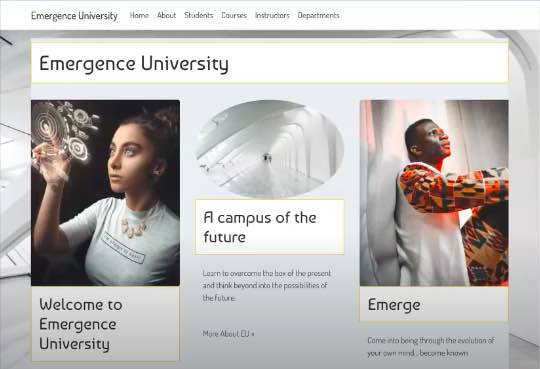 Emergence University Home About Students Courses Instructors Departments
Emergence University
Welcome to
Emergence
University
A campus of the
future
Learn to overcome the box of the present
and think beyond into the possibilities of
the future.
More About EU »
Emerge
Come into being through the evolution of
your own mind... become known